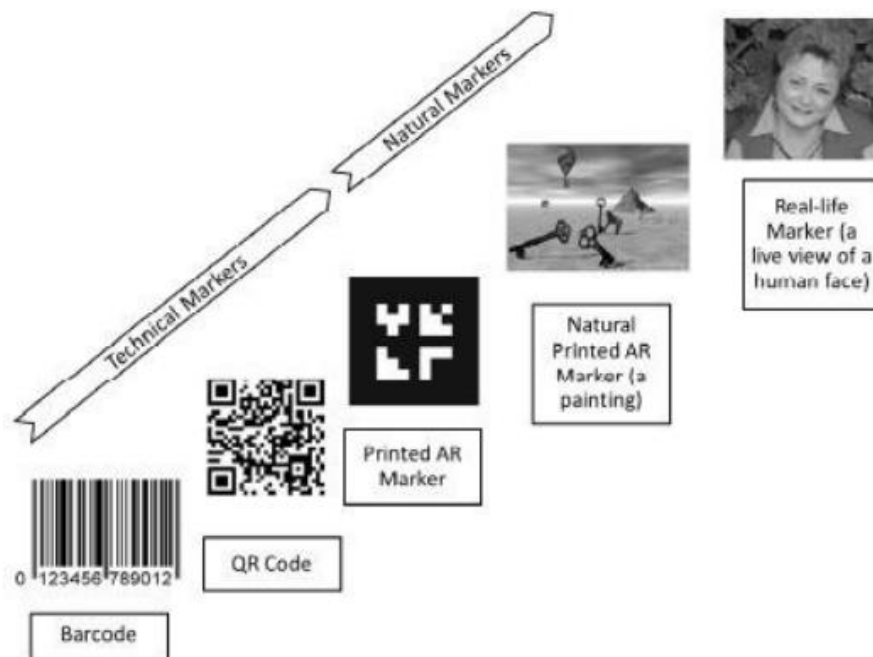 Natural Markers
Technical Markers
Real-life
Marker (a
live view of a
human face)
Natural
Printed AR
Marker (a
painting)
Printed AR
Marker
QR Code
0 123456 789012
Barcode